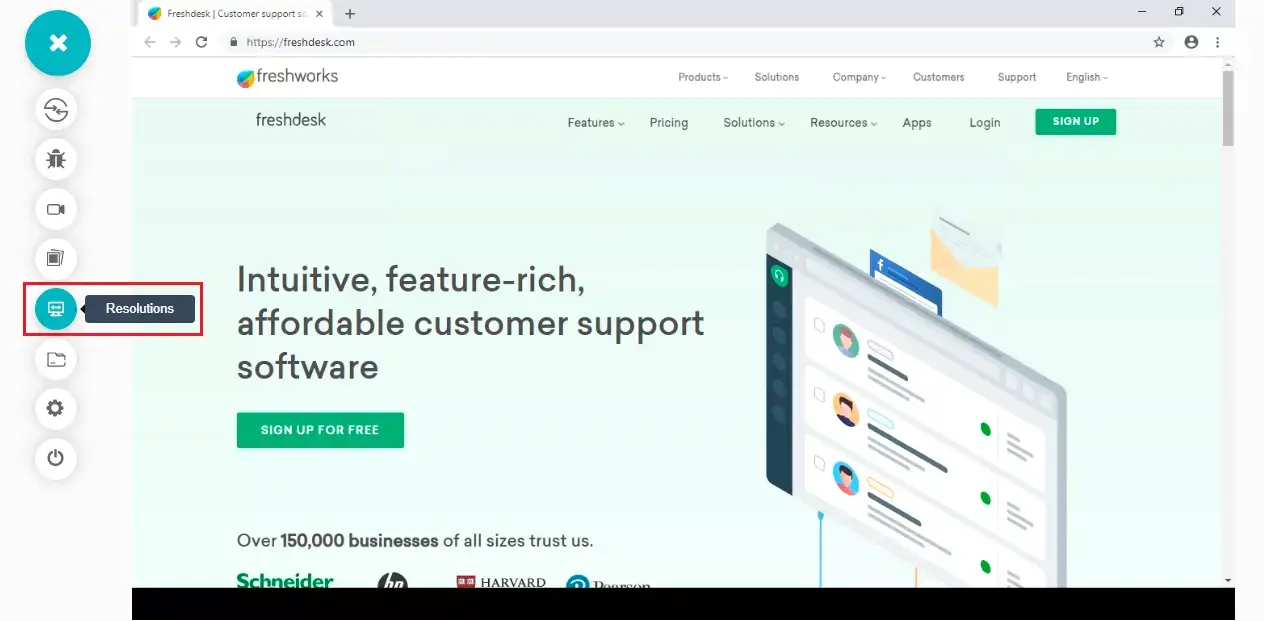 Freshdesk | Customer support so
https://freshdesk.com
freshworks
Products
Solutions
Company
Customers
Support
English
freshdesk
Features
Pricing
Solutions
Resources
Apps
Login
SIGN UP
Intuitive, feature-rich,
affordable customer support
software
Resolutions
SIGN UP FOR FREE
Over 150,000 businesses of all sizes trust us.
Schneider
hp
HARVARD
Pearson